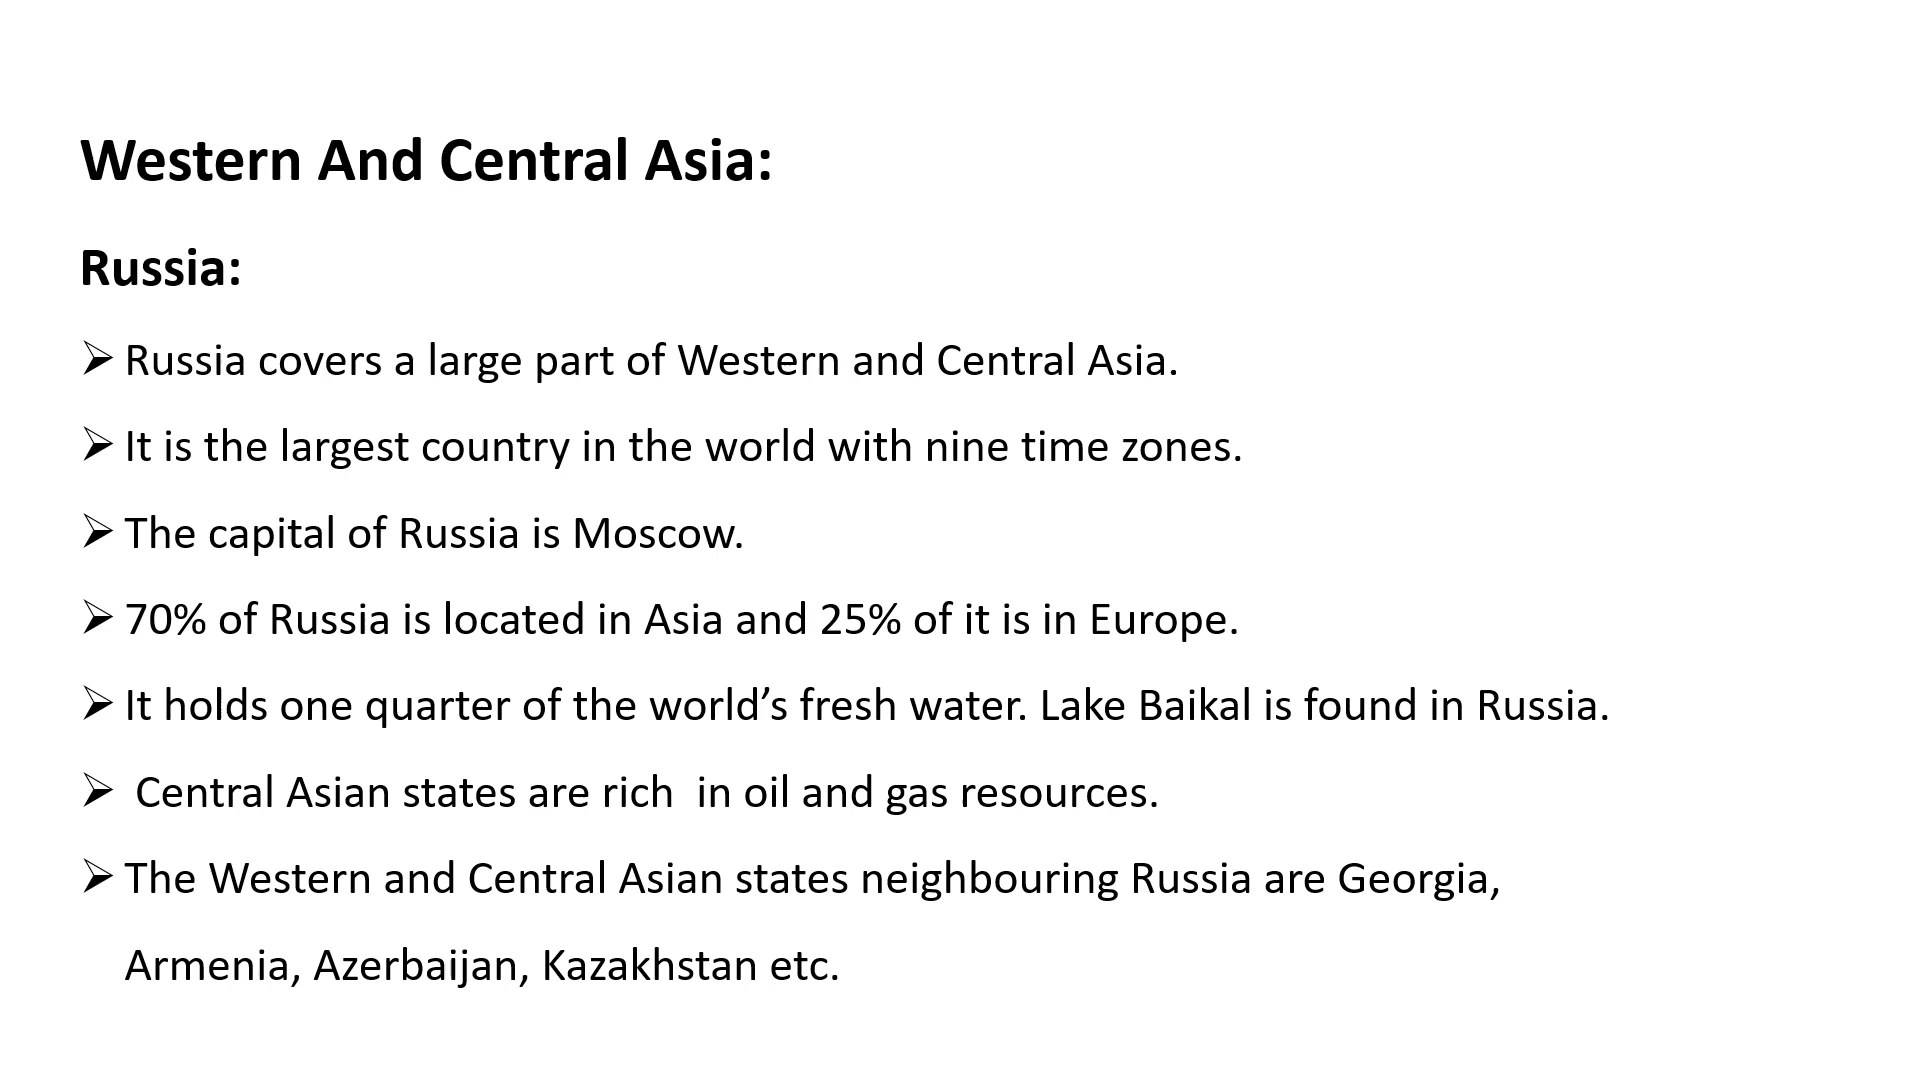 Western And Central Asia:
Russia:
➢ Russia covers a large part of Western and Central Asia.
➢ It is the largest country in the world with nine time zones.
➢ The capital of Russia is Moscow.
➢ 70% of Russia is located in Asia and 25% of it is in Europe.
➢ It holds one quarter of the world’s fresh water. Lake Baikal is found in Russia.
➢ Central Asian states are rich  in oil and gas resources.
➢ The Western and Central Asian states neighbouring Russia are Georgia,
Armenia, Azerbaijan, Kazakhstan etc.